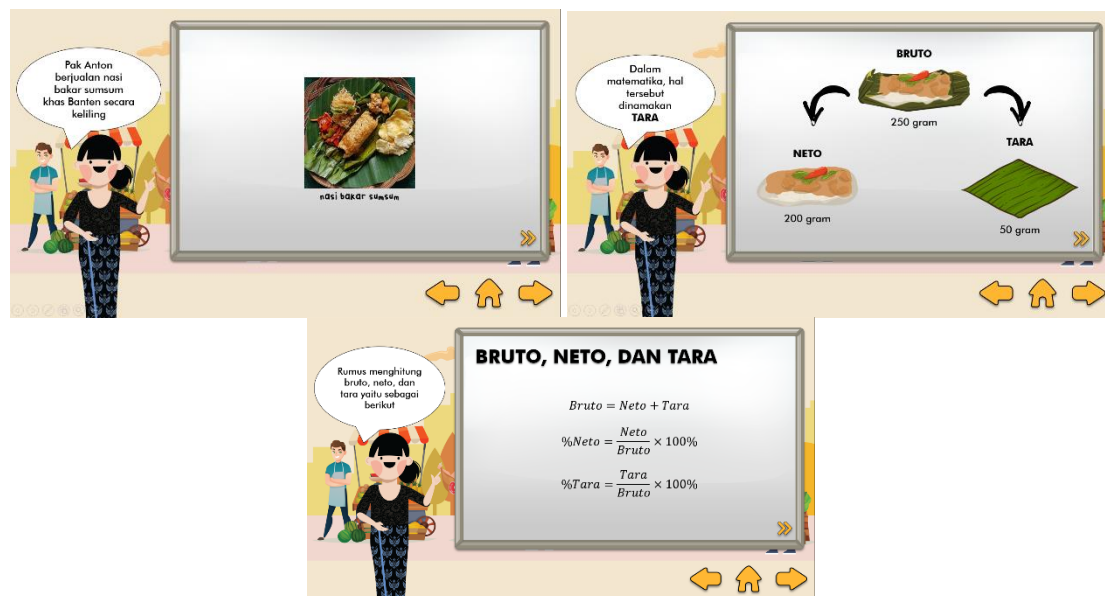 Pak Anton
berjualan nasi
bakar sumsum
khas Banten secara
keliling
nasi bakar sumsum
Dalam
matematika, hal
tersebut
dinamakan
TARA
BRUTO
250 gram
NETO
200 gram
TARA
50 gram
Rumus menghitung
bruto, neto, dan
tara yaitu sebagai
berikut
BRUTO, NETO, DAN TARA
Bruto = Neto + Tara
%Neto = Neto/Bruto × 100%
%Tara = Tara/Bruto × 100%